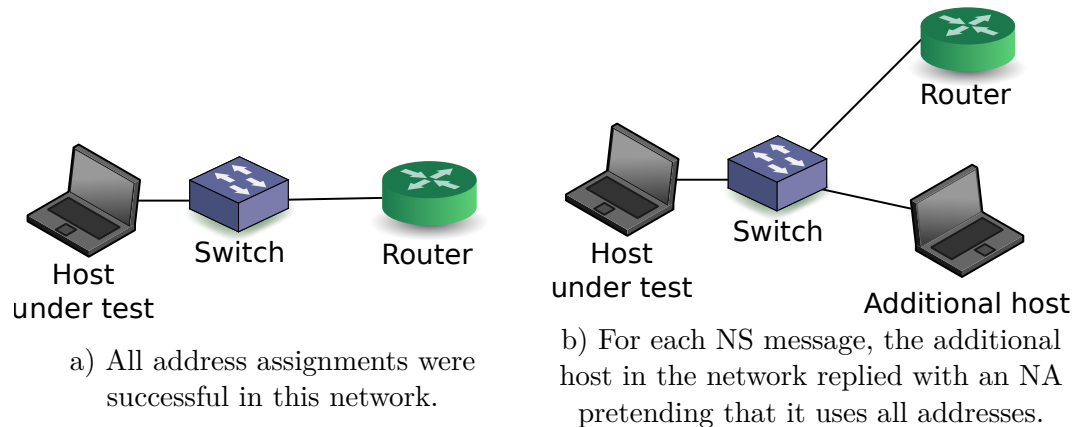 Host
under test
Switch
Router
a) All address assignments were
successful in this network.
Router
Host
under test
Switch
Additional host
b) For each NS message, the additional
host in the network replied with an NA
pretending that it uses all addresses.